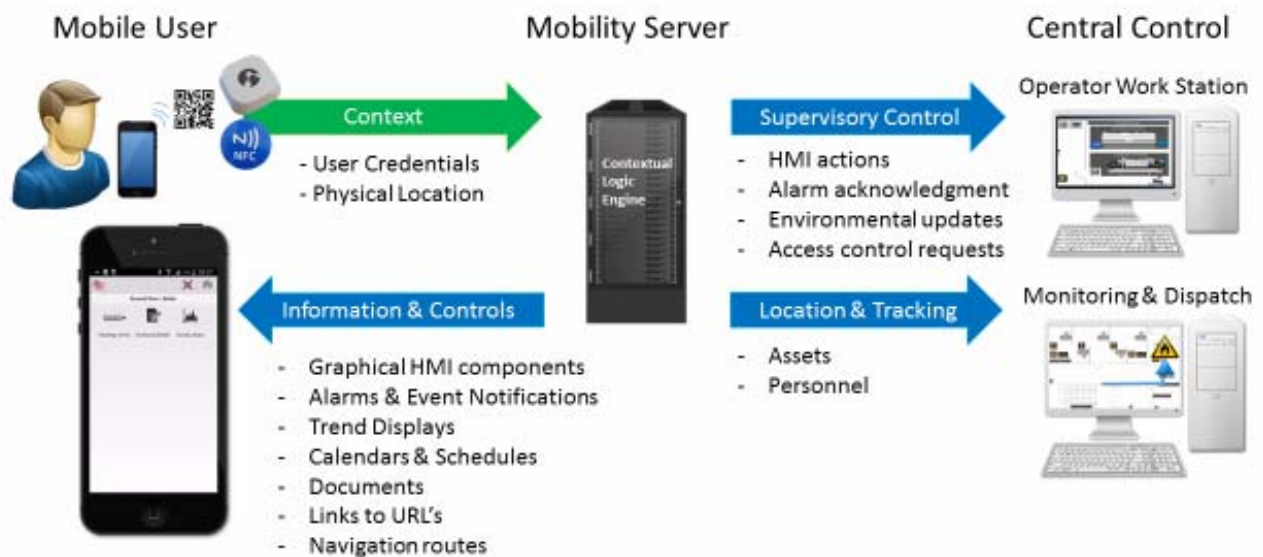 Mobile User
Mobility Server
Central Control
Operator Work Station
Context
- User Credentials
- Physical Location
NFC
Contextual
Logic
Engine
Supervisory Control
- HMI actions
- Alarm acknowledgment
- Environmental updates
- Access control requests
Information & Controls
- Graphical HMI components
- Alarms & Event Notifications
- Trend Displays
- Calendars & Schedules
- Documents
- Links to URL's
- Navigation routes
Location & Tracking
- Assets
- Personnel
Monitoring & Dispatch